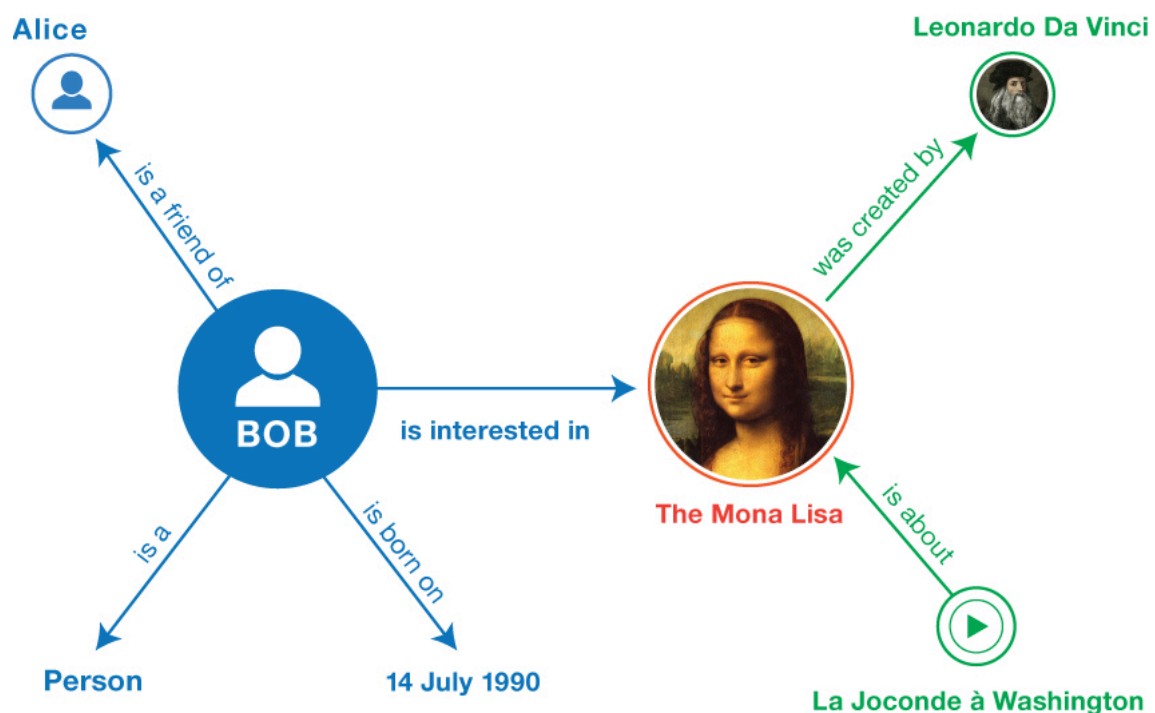 Alice
Leonardo Da Vinci
is a friend of
was created by
BOB
is interested in
The Mona Lisa
is a
is born on
is about
Person
14 July 1990
La Joconde à Washington